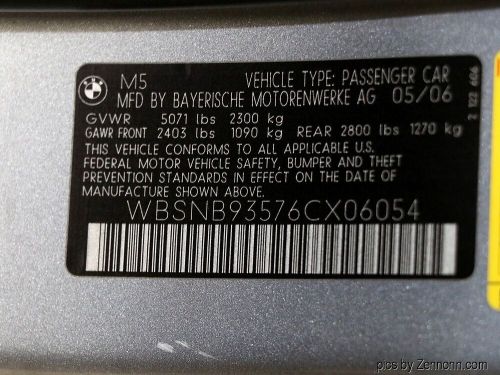 M5 VEHICLE TYPE: PASSENGER CAR
MFD BY BAYERISCHE MOTORENWERKE AG 05/06
GVWR 5071 lbs 2300 kg
GAWR FRONT 2403 lbs 1090 kg REAR 2800 lbs 1270 kg
THIS VEHICLE CONFORMS TO ALL APPLICABLE U.S.
FEDERAL MOTOR VEHICLE SAFETY, BUMPER AND THEFT
PREVENTION STANDARDS IN EFFECT ON THE DATE OF
MANUFACTURE SHOWN ABOVE.
WBSNB93576CX06054
pics by Zennonn.com